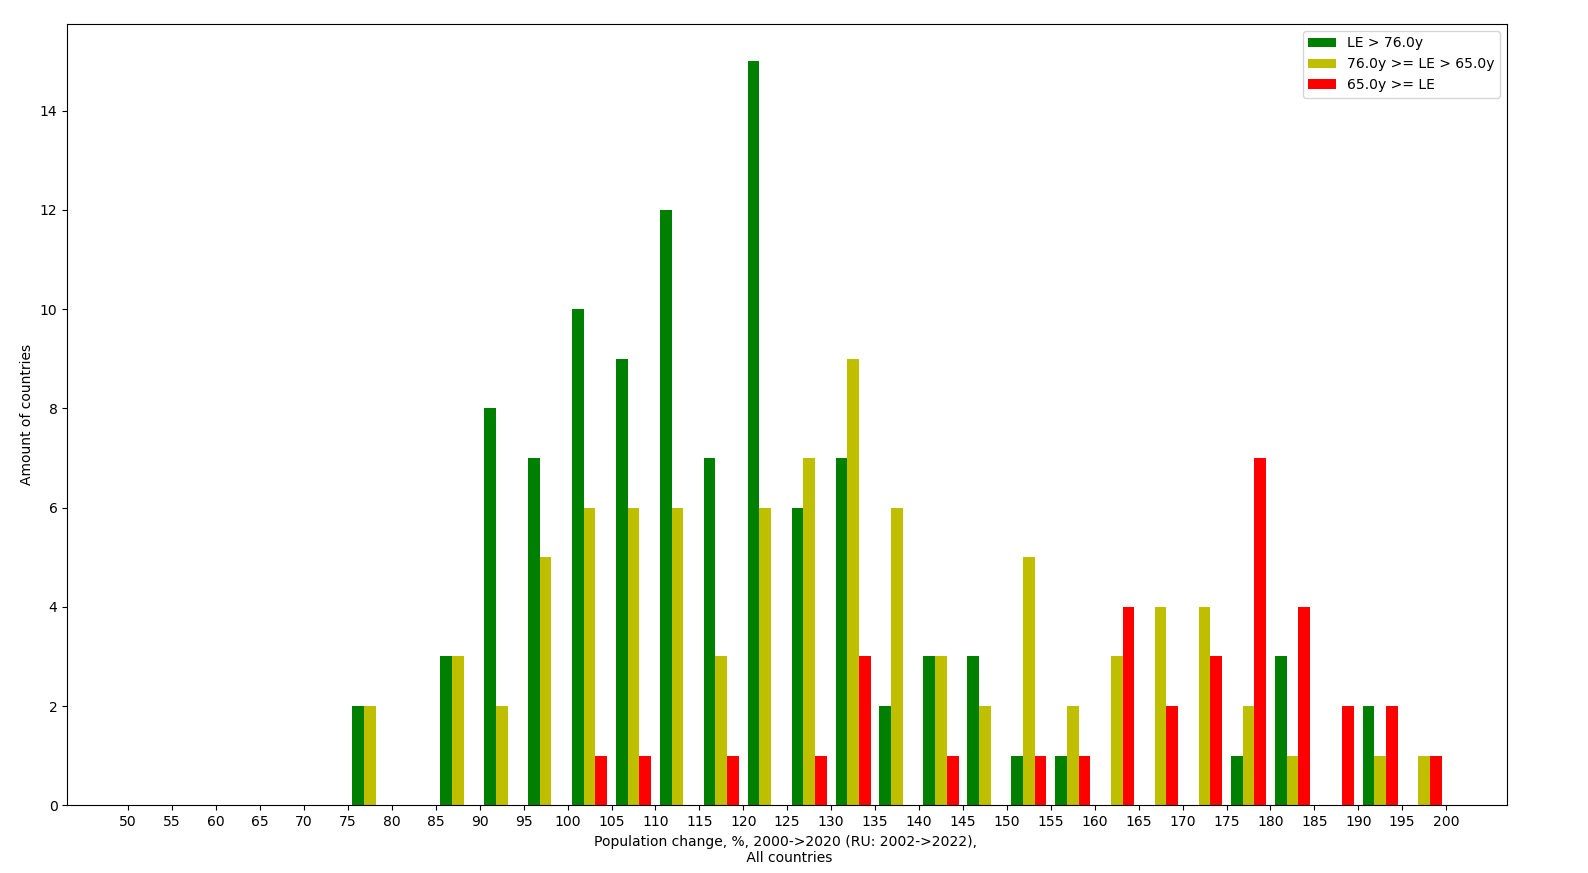 LE > 76.0y
76.0y >= LE > 65.0y
65.0y >= LE
14
12
10
8
6
4
2
0
Amount of countries
50 55 60 65 70 75 80 85 90 95 100 105 110 115 120 125 130 135 140 145 150 155 160 165 170 175 180 185 190 195 200
Population change, %, 2000->2020 (RU: 2002->2022),
All countries